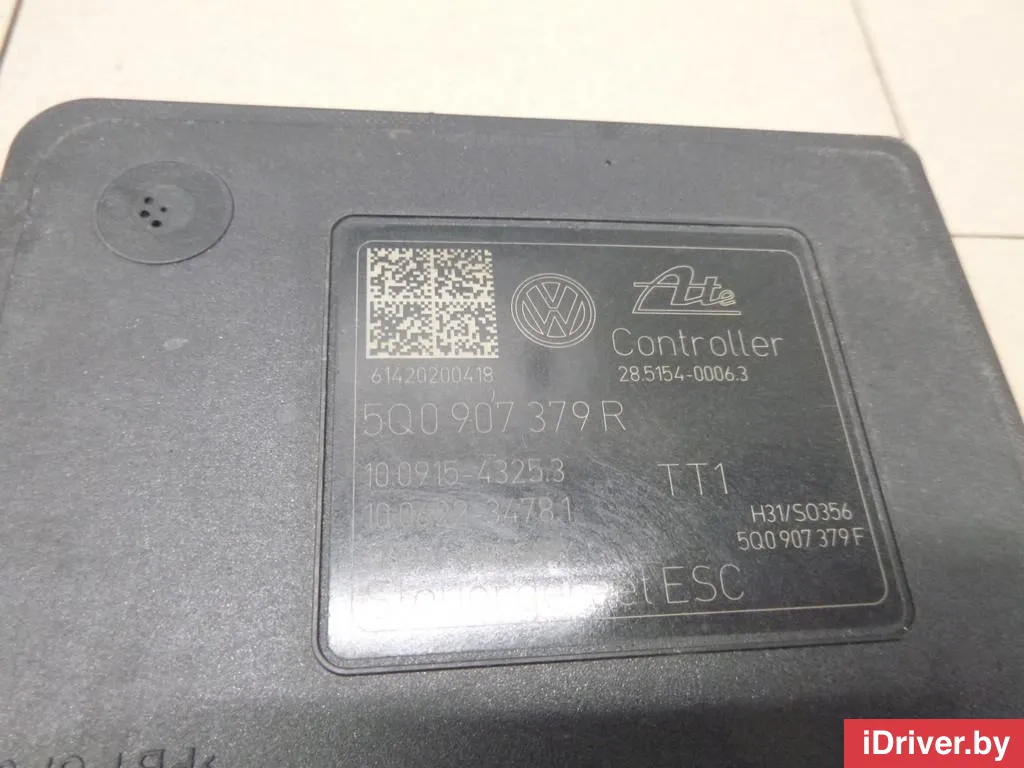 Ate
Controller
61420200418
28.5154-0006.3
5Q0 907 379 R
10.0915-4325.3
TT1
H31/SO356
5Q0 907 379 F
ESC
iDriver.by